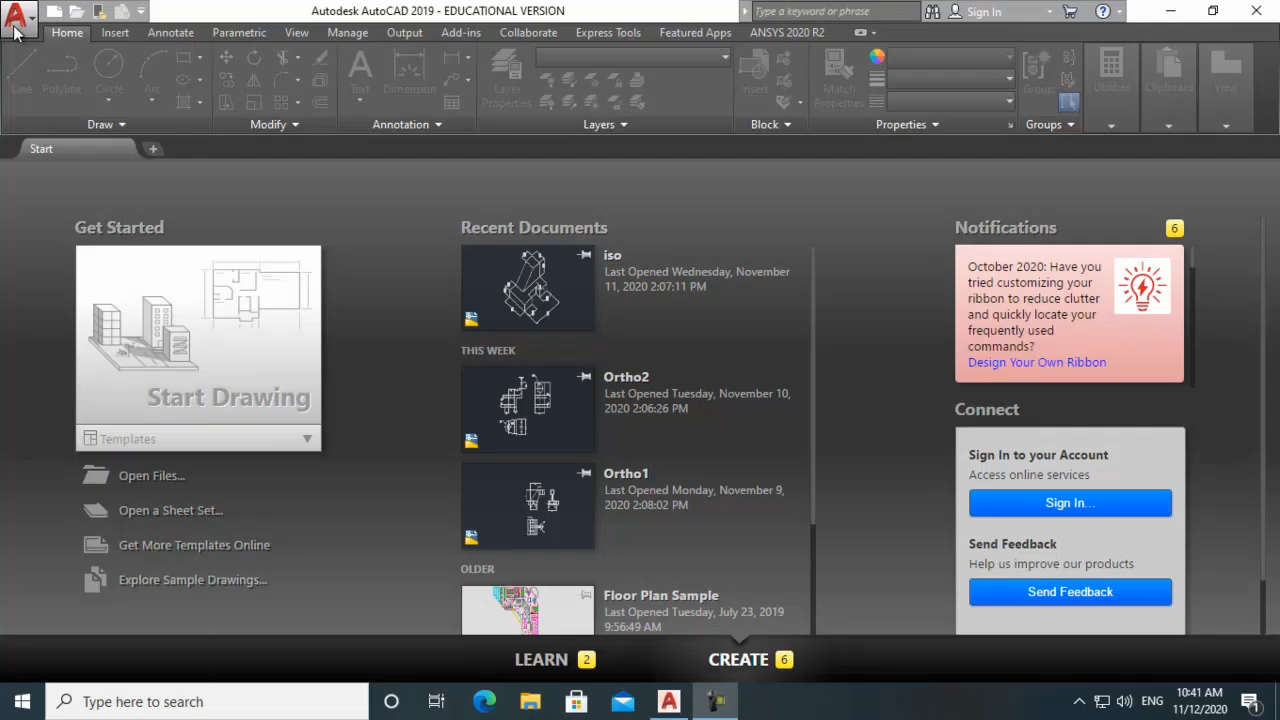 Autodesk AutoCAD 2019 - EDUCATIONAL VERSION
Type a keyword or phrase
Sign In
Home
Insert
Annotate
Parametric
View
Manage
Output
Add-ins
Collaborate
Express Tools
Featured Apps
ANSYS 2020 R2
Line
Polyline
Circle
Arc
Text
Dimension
Layer
Properties
Insert
Match
Properties
Group
Utilities
Clipboard
View
Draw
Modify
Annotation
Layers
Block
Properties
Groups
Start
Get Started
Start Drawing
Templates
Open Files...
Open a Sheet Set...
Get More Templates Online
Explore Sample Drawings...
Recent Documents
iso
Last Opened Wednesday, November
11, 2020 2:07:11 PM
THIS WEEK
Ortho2
Last Opened Tuesday, November 10,
2020 2:06:26 PM
Ortho1
Last Opened Monday, November 9,
2020 2:08:02 PM
OLDER
Floor Plan Sample
Last Opened Tuesday, July 23, 2019
9:56:49 AM
Notifications
6
October 2020: Have you
tried customizing your
ribbon to reduce clutter
and quickly locate your
frequently used
commands?
Design Your Own Ribbon
Connect
Sign In to your Account
Access online services
Sign In...
Send Feedback
Help us improve our products
Send Feedback
LEARN 2
CREATE 6
Type here to search
ENG
10:41 AM
11/12/2020
1